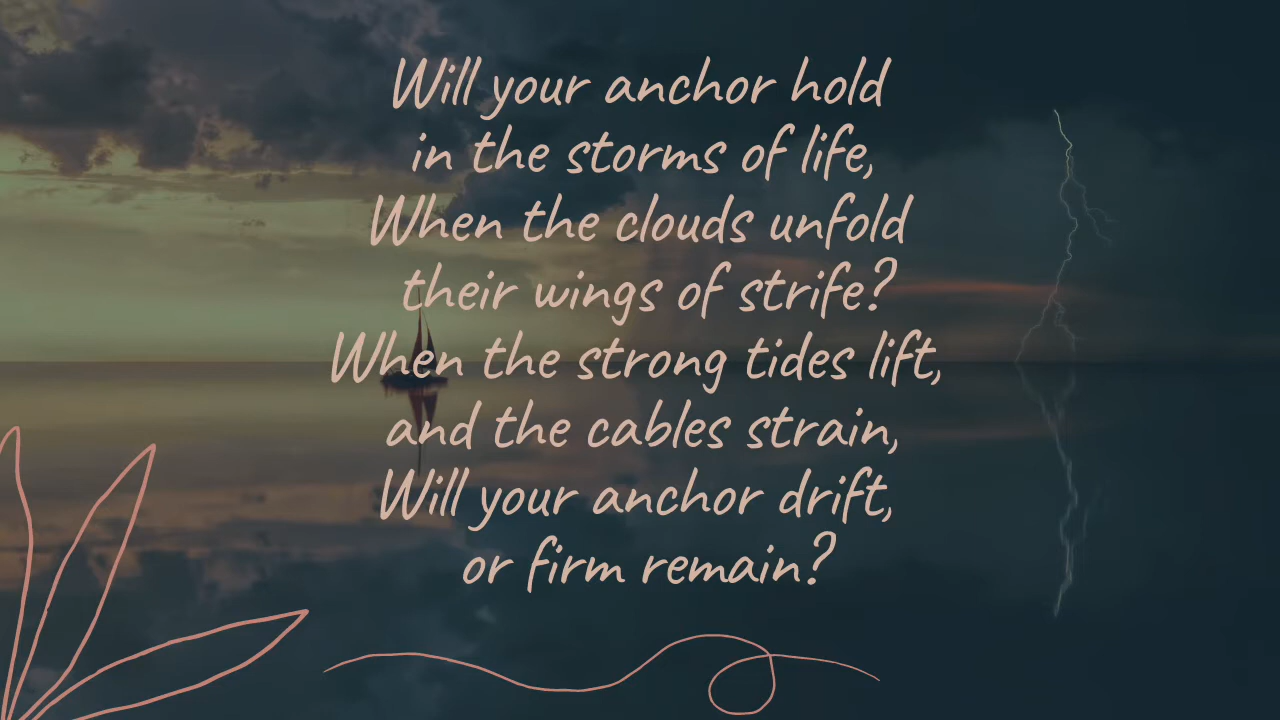 Will your anchor hold
in the storms of life,
When the clouds unfold
their wings of strife?
When the strong tides lift,
and the cables strain,
Will your anchor drift,
or firm remain?